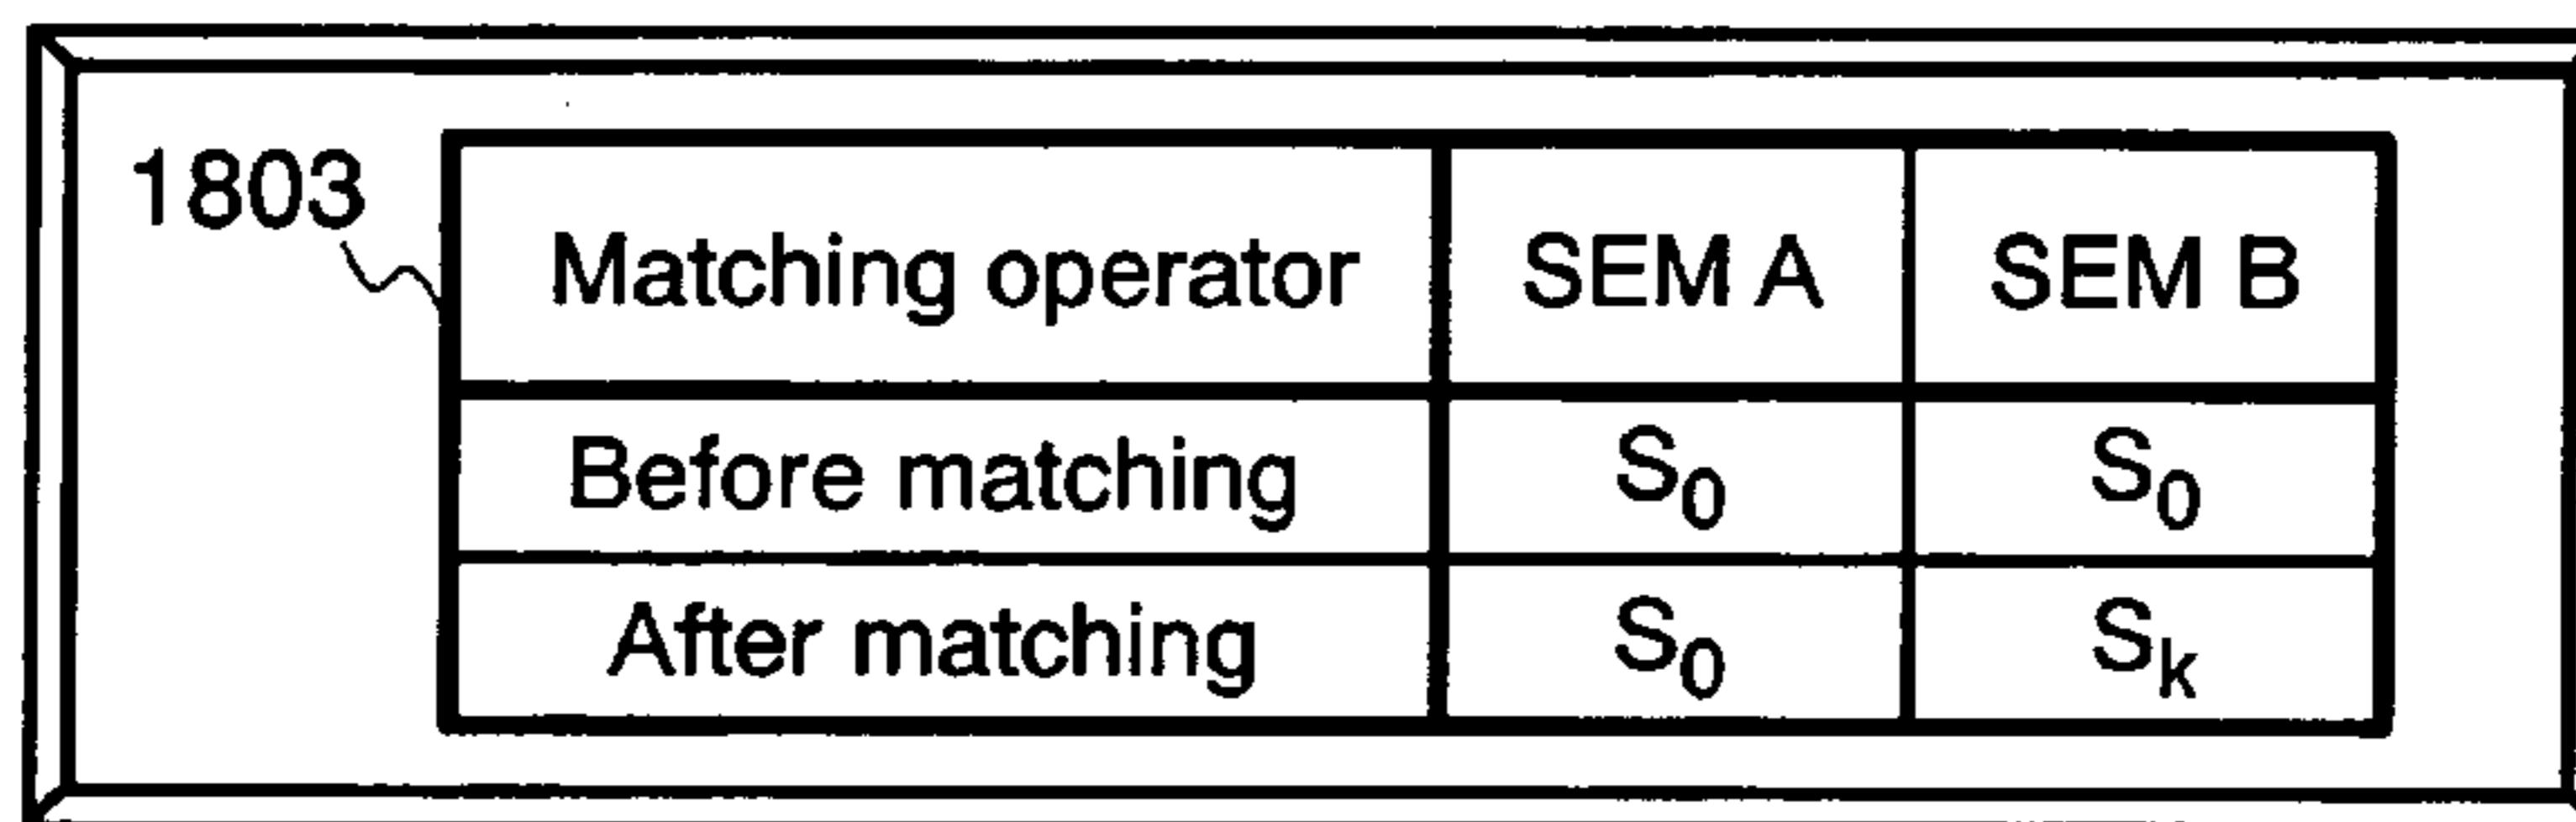 1803
Matching operator SEM A SEM B
Before matching S₀ S₀
After matching S₀ Sₖ